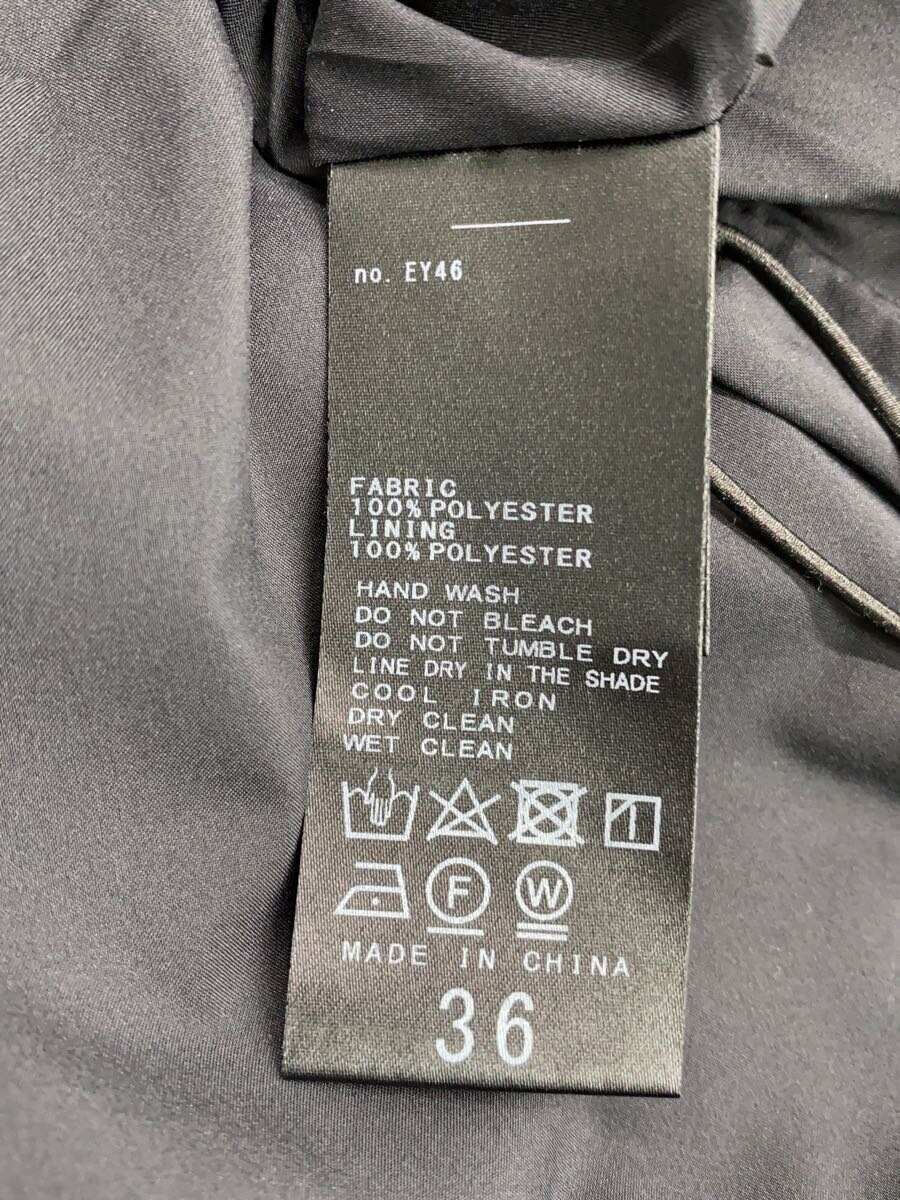 no. EY46
FABRIC
100% POLYESTER
LINING
100% POLYESTER
HAND WASH
DO NOT BLEACH
DO NOT TUMBLE DRY
LINE DRY IN THE SHADE
COOL IRON
DRY CLEAN
WET CLEAN
F W
MADE IN CHINA
36